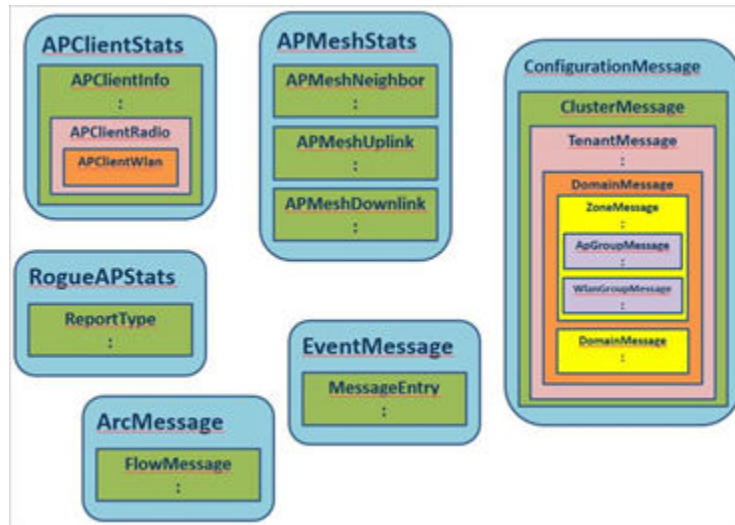 APClientStats
APClientInfo
:
APClientRadio
APClientWlan
APMeshStats
APMeshNeighbor
:
APMeshUplink
:
APMeshDownlink
:
ConfigurationMessage
ClusterMessage
TenantMessage
:
DomainMessage
ZoneMessage
:
ApGroupMessage
:
WlanGroupMessage
:
DomainMessage
:
RogueAPStats
ReportType
:
EventMessage
MessageEntry
:
ArcMessage
FlowMessage
: